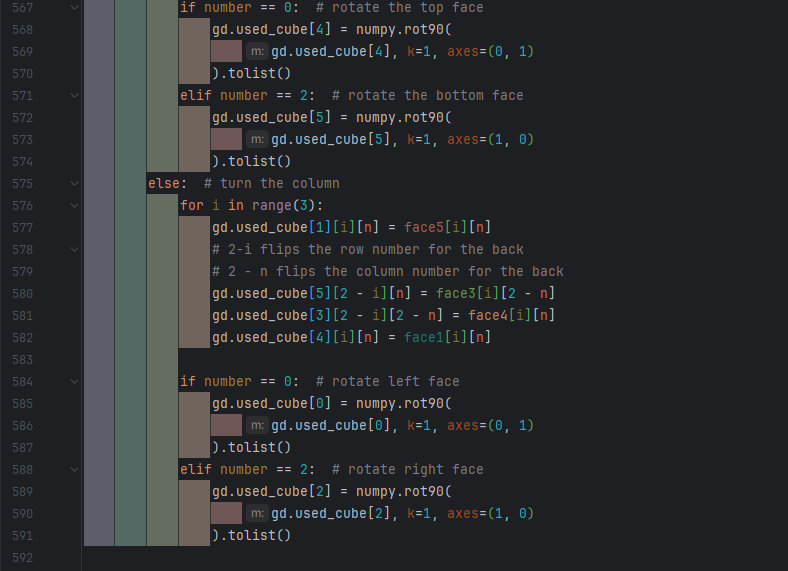 567 if number == 0:  # rotate the top face
568 gd.used_cube[4] = numpy.rot90(
569 m: gd.used_cube[4], k=1, axes=(0, 1)
570 ).tolist()
571 elif number == 2:  # rotate the bottom face
572 gd.used_cube[5] = numpy.rot90(
573 m: gd.used_cube[5], k=1, axes=(1, 0)
574 ).tolist()
575 else:  # turn the column
576 for i in range(3):
577 gd.used_cube[1][i][n] = face5[i][n]
578 # 2-i flips the row number for the back
579 # 2 - n flips the column number for the back
580 gd.used_cube[5][2 - i][n] = face3[i][2 - n]
581 gd.used_cube[3][2 - i][2 - n] = face4[i][n]
582 gd.used_cube[4][i][n] = face1[i][n]
583
584 if number == 0:  # rotate left face
585 gd.used_cube[0] = numpy.rot90(
586 m: gd.used_cube[0], k=1, axes=(0, 1)
587 ).tolist()
588 elif number == 2:  # rotate right face
589 gd.used_cube[2] = numpy.rot90(
590 m: gd.used_cube[2], k=1, axes=(1, 0)
591 ).tolist()
592